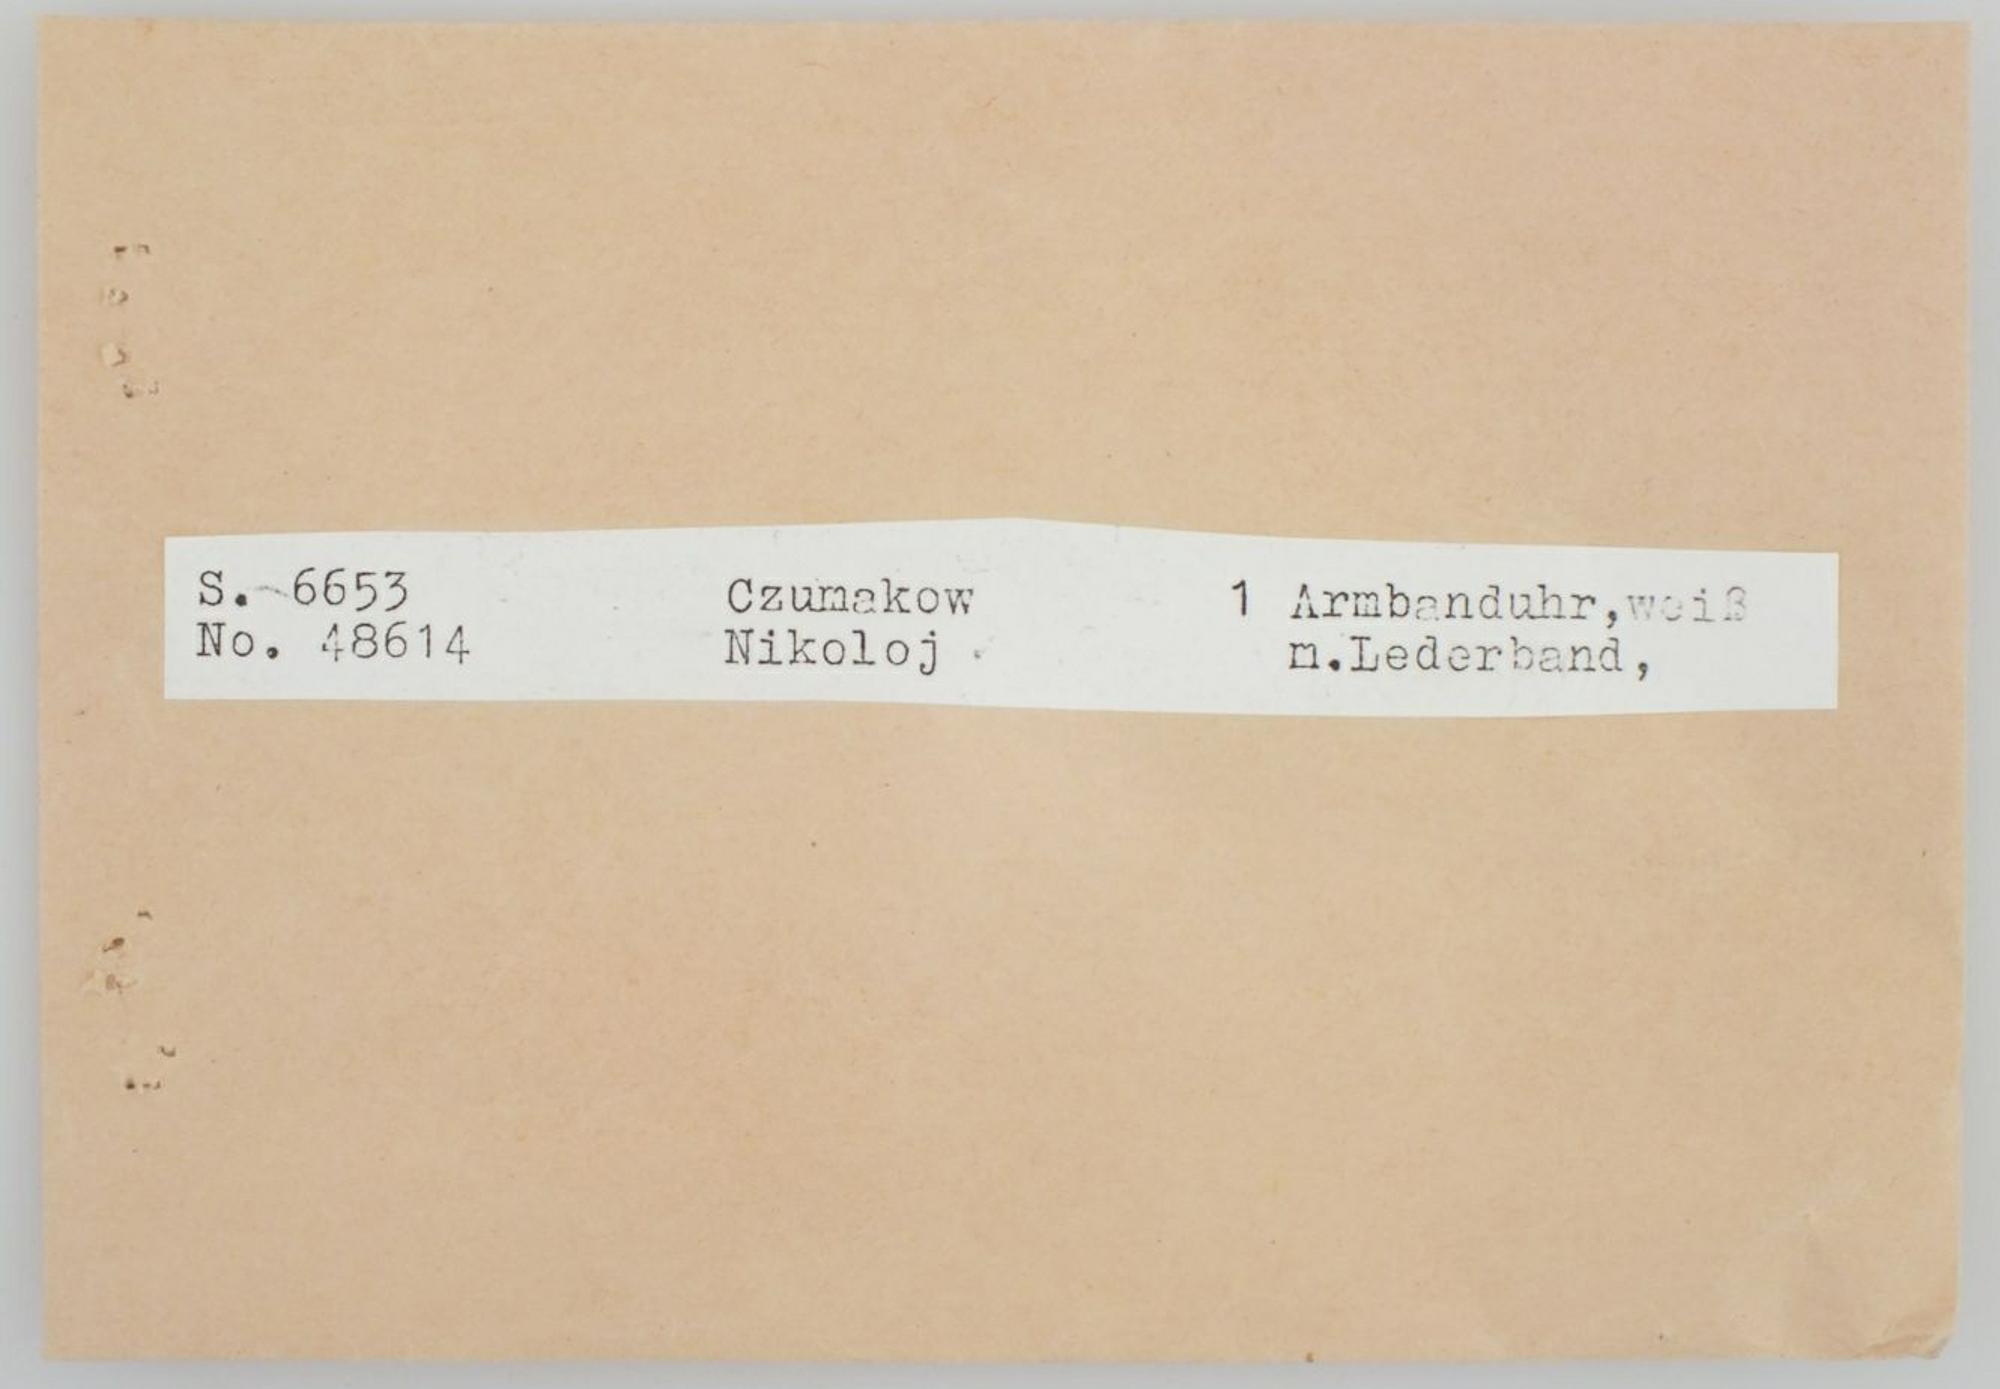 S. 6653 Czumakow 1 Armbanduhr,weiß
No. 48614 Nikoloj m.Lederband,